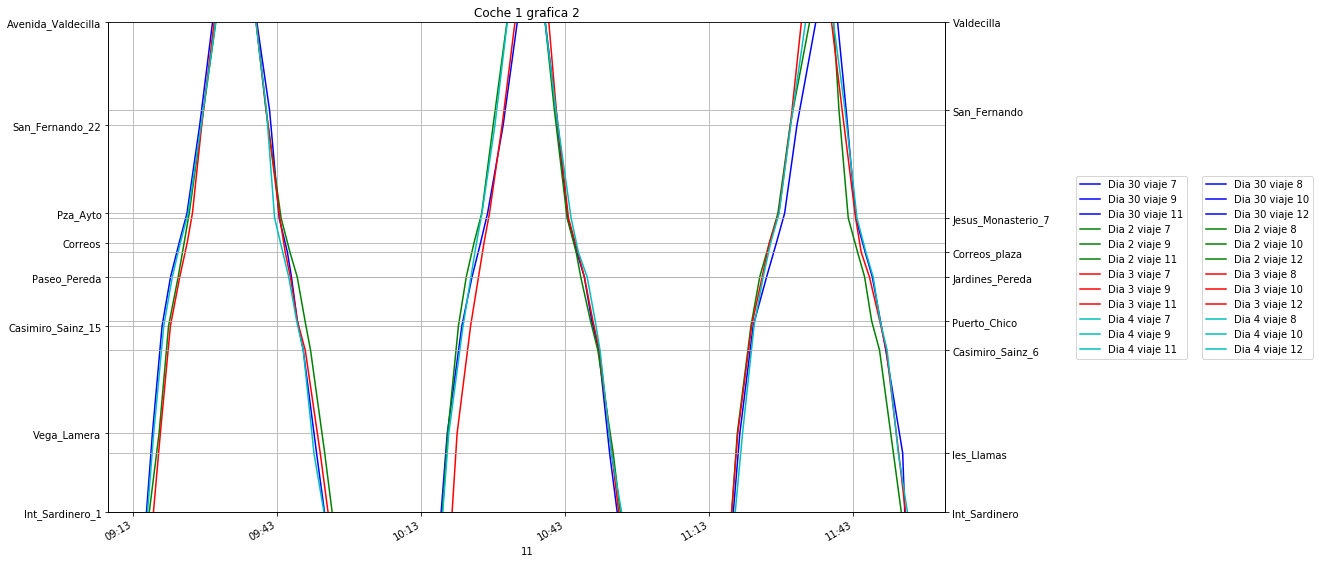 Coche 1 grafica 2
Avenida_Valdecilla
San_Fernando_22
Pza_Ayto
Correos
Paseo_Pereda
Casimiro_Sainz_15
Vega_Lamera
Int_Sardinero_1
Valdecilla
San_Fernando
Jesus_Monasterio_7
Correos_plaza
Jardines_Pereda
Puerto_Chico
Casimiro_Sainz_6
Ies_Llamas
Int_Sardinero
09:13
09:43
10:13
10:43
11:13
11:43
11
Dia 30 viaje 7
Dia 30 viaje 9
Dia 30 viaje 11
Dia 2 viaje 7
Dia 2 viaje 9
Dia 2 viaje 11
Dia 3 viaje 7
Dia 3 viaje 9
Dia 3 viaje 11
Dia 4 viaje 7
Dia 4 viaje 9
Dia 4 viaje 11
Dia 30 viaje 8
Dia 30 viaje 10
Dia 30 viaje 12
Dia 2 viaje 8
Dia 2 viaje 10
Dia 2 viaje 12
Dia 3 viaje 8
Dia 3 viaje 10
Dia 3 viaje 12
Dia 4 viaje 8
Dia 4 viaje 10
Dia 4 viaje 12